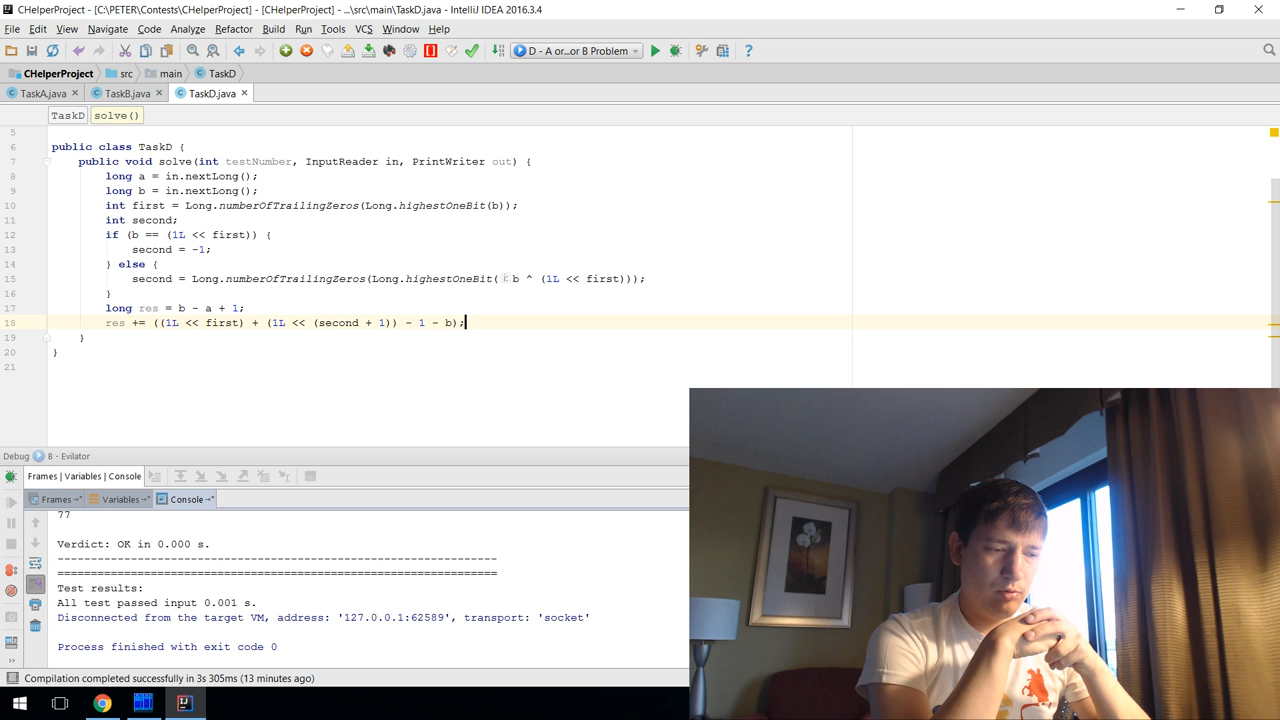 CHelperProject - [C:\PETER\Contests\CHelperProject] - [CHelperProject] - ...\src\main\TaskD.java - IntelliJ IDEA 2016.3.4
File Edit View Navigate Code Analyze Refactor Build Run Tools VCS Window Help
D - A or...or B Problem
CHelperProject src main TaskD
TaskA.java TaskB.java TaskD.java
TaskD solve()
5
6 public class TaskD {
7 public void solve(int testNumber, InputReader in, PrintWriter out) {
8 long a = in.nextLong();
9 long b = in.nextLong();
10 int first = Long.numberOfTrailingZeros(Long.highestOneBit(b));
11 int second;
12 if (b == (1L << first)) {
13 second = -1;
14 } else {
15 second = Long.numberOfTrailingZeros(Long.highestOneBit( b ^ (1L << first)));
16 }
17 long res = b - a + 1;
18 res += ((1L << first) + (1L << (second + 1)) - 1 - b);
19 }
20 }
21
Debug B - Evilator
Frames | Variables | Console
Frames Variables Console
77
Verdict: OK in 0.000 s.
------------------------------------------------------------------
==================================================================
Test results:
All test passed input 0.001 s.
Disconnected from the target VM, address: '127.0.0.1:62589', transport: 'socket'
Process finished with exit code 0
Compilation completed successfully in 3s 305ms (13 minutes ago)